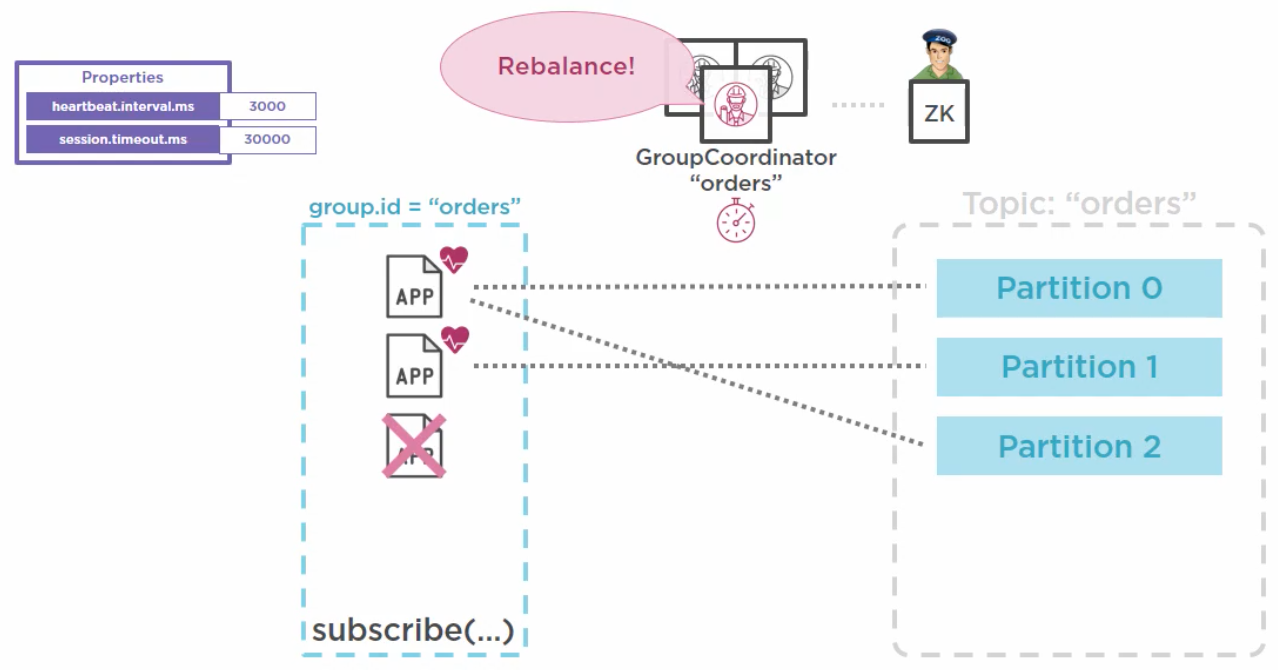 Properties
heartbeat.interval.ms 3000
session.timeout.ms 30000
Rebalance!
ZOO
ZK
GroupCoordinator
“orders”
group.id = “orders”
Topic: “orders”
APP
Partition 0
APP
Partition 1
APP
Partition 2
subscribe(...)